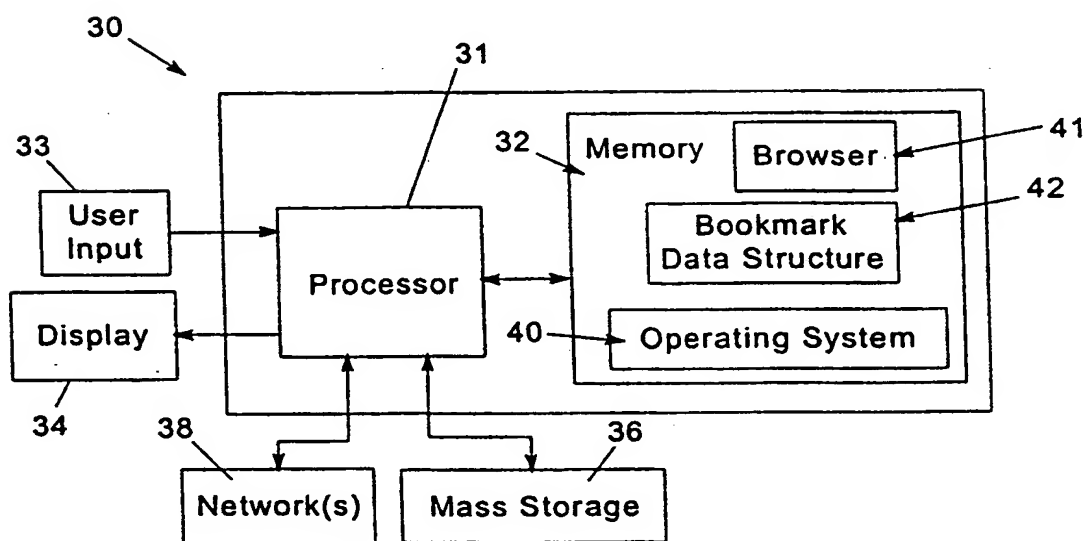 30
31
33
User
Input
Processor
32
Memory
Browser
41
42
Bookmark
Data Structure
40
Operating System
Display
34
38
Network(s)
36
Mass Storage